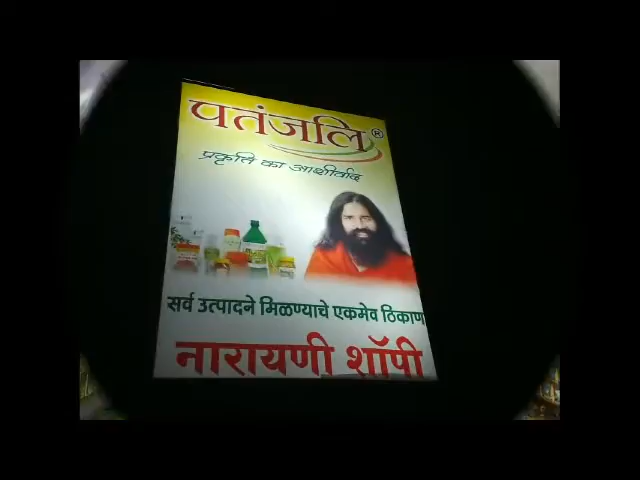 पतंजलि®
प्रकृति का आशीर्वाद
सर्व उत्पादने मिळण्याचे एकमेव ठिकाण
नारायणी शॉपी